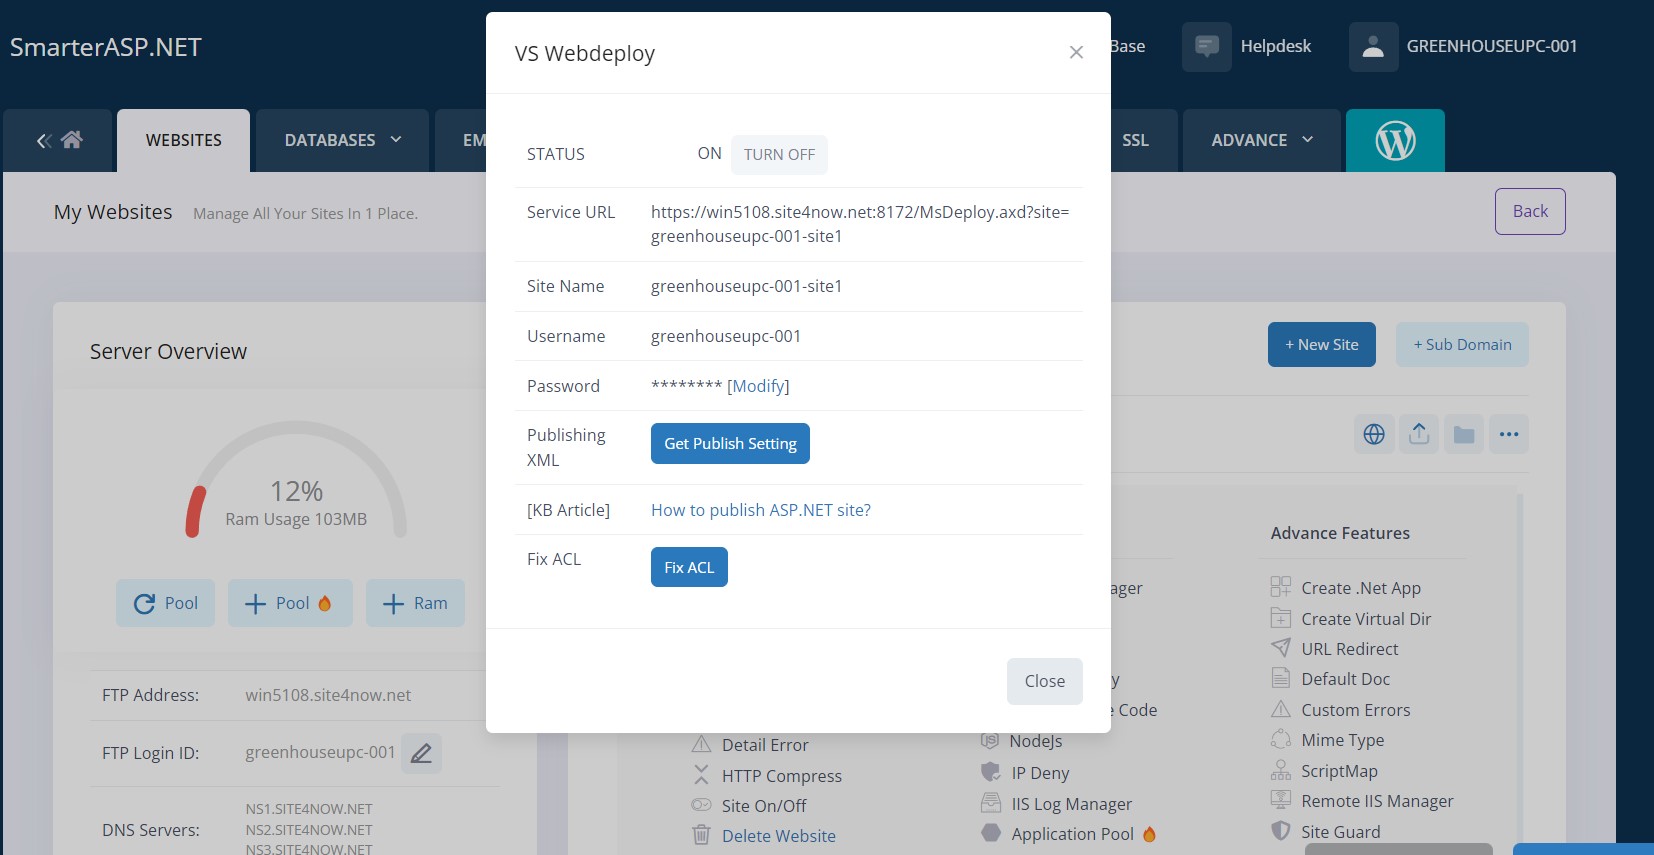 SmarterASP.NET
Base
Helpdesk
GREENHOUSEUPC-001
WEBSITES
DATABASES
EM
SSL
ADVANCE
My Websites
Manage All Your Sites In 1 Place.
Back
VS Webdeploy
×
STATUS
ON
TURN OFF
Service URL
https://win5108.site4now.net:8172/MsDeploy.axd?site=
greenhouseupc-001-site1
Site Name
greenhouseupc-001-site1
Username
greenhouseupc-001
Password
******** [Modify]
Publishing
XML
Get Publish Setting
[KB Article]
How to publish ASP.NET site?
Fix ACL
Fix ACL
Close
Server Overview
12%
Ram Usage 103MB
Pool
+ Pool
+ Ram
FTP Address:
win5108.site4now.net
FTP Login ID:
greenhouseupc-001
DNS Servers:
NS1.SITE4NOW.NET
NS2.SITE4NOW.NET
NS3.SITE4NOW.NET
+ New Site
+ Sub Domain
Detail Error
HTTP Compress
Site On/Off
Delete Website
ager
y
e Code
NodeJs
IP Deny
IIS Log Manager
Application Pool
Advance Features
Create .Net App
Create Virtual Dir
URL Redirect
Default Doc
Custom Errors
Mime Type
ScriptMap
Remote IIS Manager
Site Guard